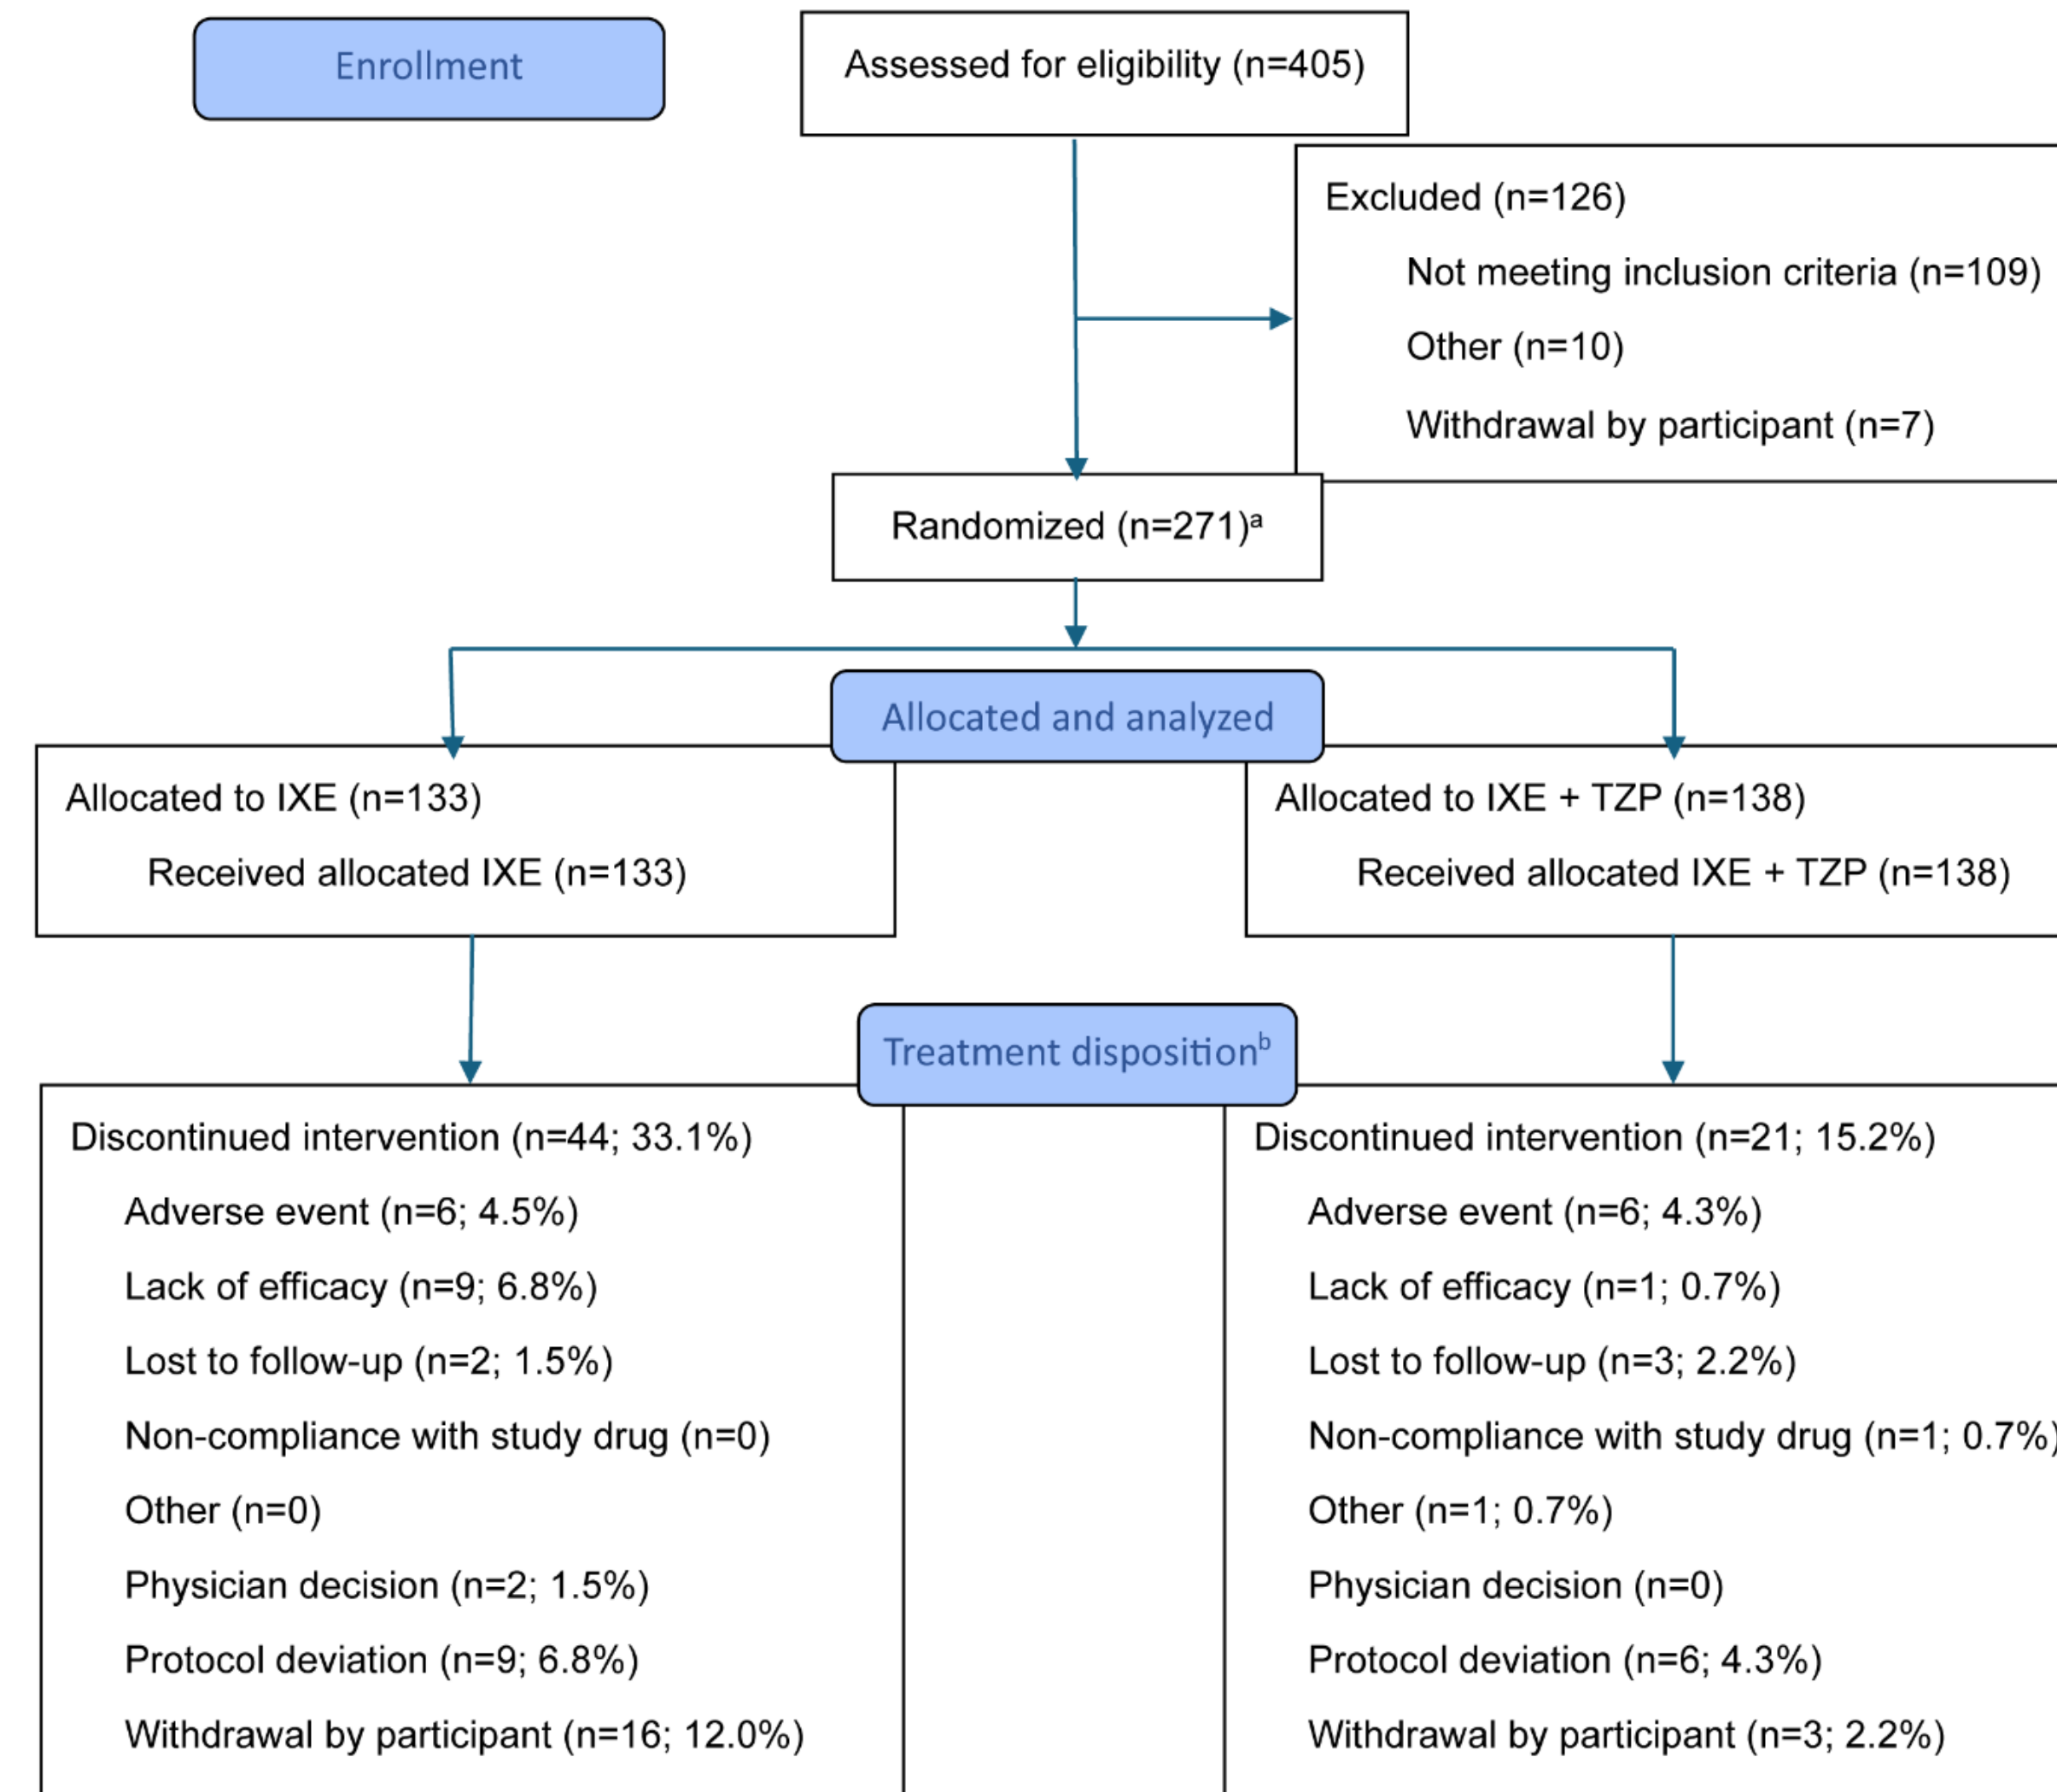 Enrollment
Assessed for eligibility (n=405)
Excluded (n=126)
Not meeting inclusion criteria (n=109)
Other (n=10)
Withdrawal by participant (n=7)
Randomized (n=271)ᵃ
Allocated and analyzed
Allocated to IXE (n=133)
Received allocated IXE (n=133)
Allocated to IXE + TZP (n=138)
Received allocated IXE + TZP (n=138)
Treatment dispositionᵇ
Discontinued intervention (n=44; 33.1%)
Adverse event (n=6; 4.5%)
Lack of efficacy (n=9; 6.8%)
Lost to follow-up (n=2; 1.5%)
Non-compliance with study drug (n=0)
Other (n=0)
Physician decision (n=2; 1.5%)
Protocol deviation (n=9; 6.8%)
Withdrawal by participant (n=16; 12.0%)
Discontinued intervention (n=21; 15.2%)
Adverse event (n=6; 4.3%)
Lack of efficacy (n=1; 0.7%)
Lost to follow-up (n=3; 2.2%)
Non-compliance with study drug (n=1; 0.7%)
Other (n=1; 0.7%)
Physician decision (n=0)
Protocol deviation (n=6; 4.3%)
Withdrawal by participant (n=3; 2.2%)